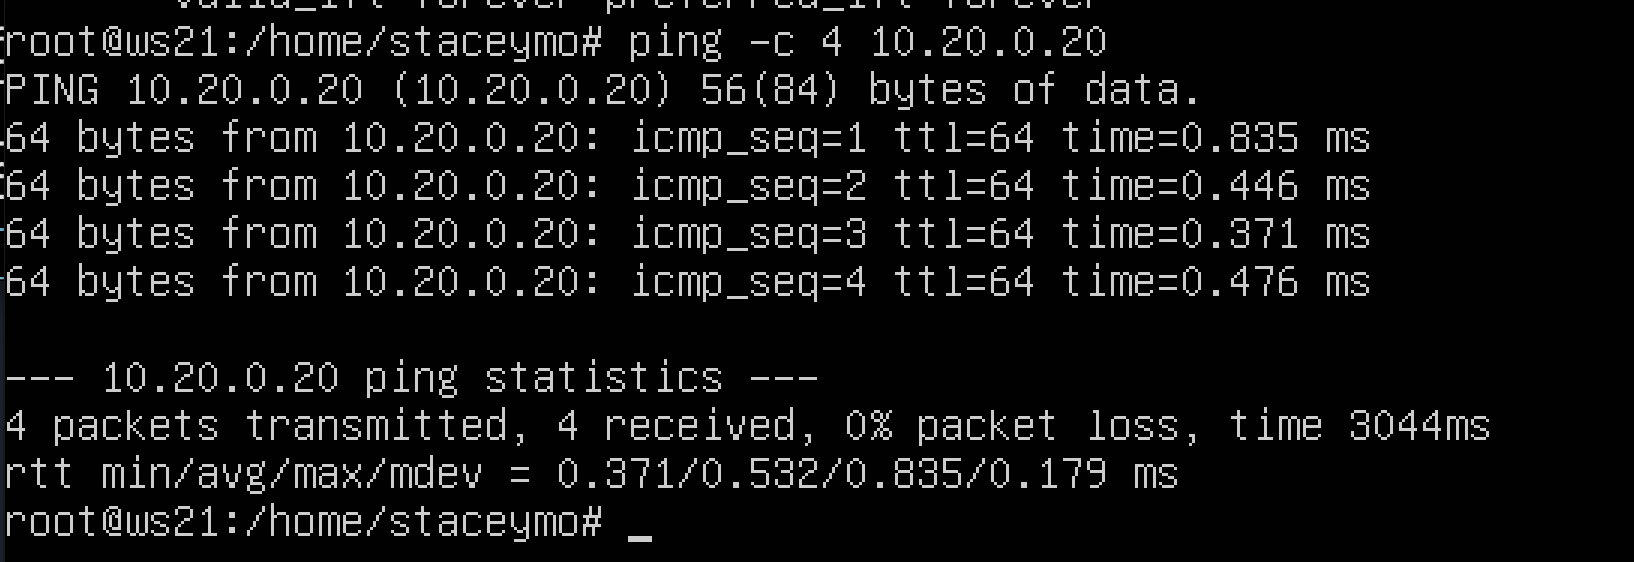 valid_lft forever preferred_lft forever
root@ws21:/home/staceymo# ping -c 4 10.20.0.20
PING 10.20.0.20 (10.20.0.20) 56(84) bytes of data.
64 bytes from 10.20.0.20: icmp_seq=1 ttl=64 time=0.835 ms
64 bytes from 10.20.0.20: icmp_seq=2 ttl=64 time=0.446 ms
64 bytes from 10.20.0.20: icmp_seq=3 ttl=64 time=0.371 ms
64 bytes from 10.20.0.20: icmp_seq=4 ttl=64 time=0.476 ms

--- 10.20.0.20 ping statistics ---
4 packets transmitted, 4 received, 0% packet loss, time 3044ms
rtt min/avg/max/mdev = 0.371/0.532/0.835/0.179 ms
root@ws21:/home/staceymo# _